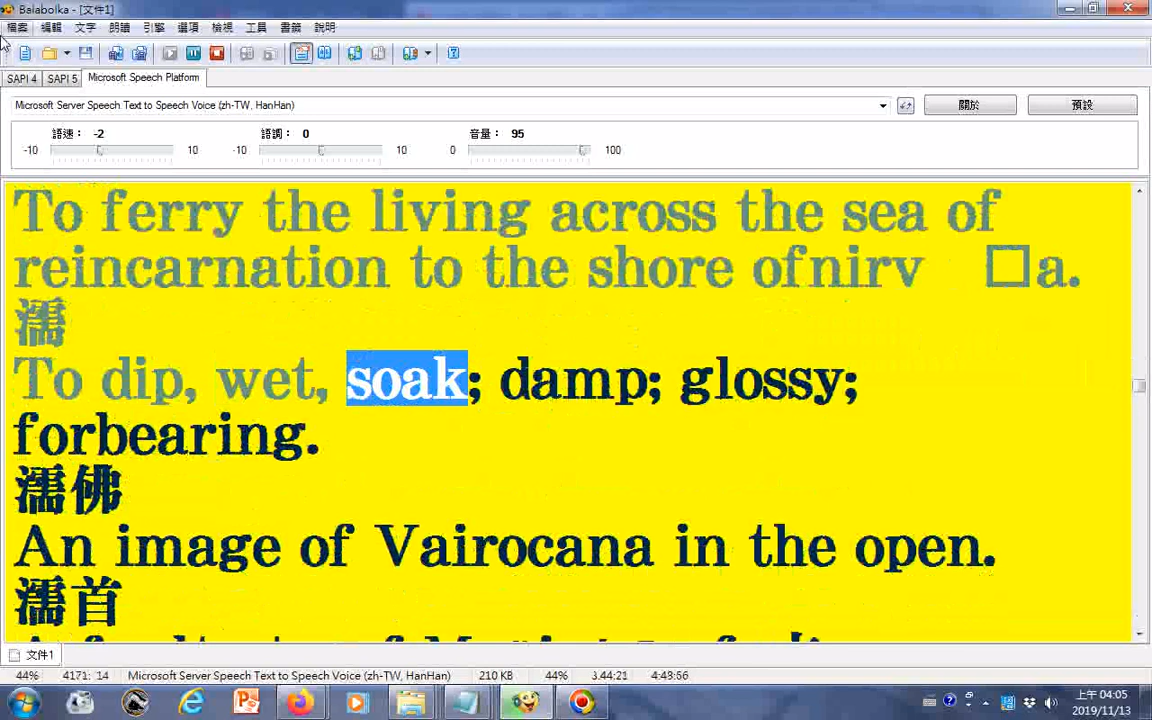 Balabolka - [文件1]
檔案 編輯 文字 朗讀 引擎 選項 檢視 工具 書籤 說明
SAPI 4 SAPI 5 Microsoft Speech Platform
Microsoft Server Speech Text to Speech Voice (zh-TW, HanHan) 關於 預設
語速： -2 語調： 0 音量： 95
-10 10 -10 10 0 100
To ferry the living across the sea of
reincarnation to the shore ofnirv □a.
濡
To dip, wet, soak; damp; glossy;
forbearing.
濡佛
An image of Vairocana in the open.
濡首
文件1
44% 4171: 14 Microsoft Server Speech Text to Speech Voice (zh-TW, HanHan) 210 KB 44% 3.44:21 4:48:56
上午 04:05
2019/11/13